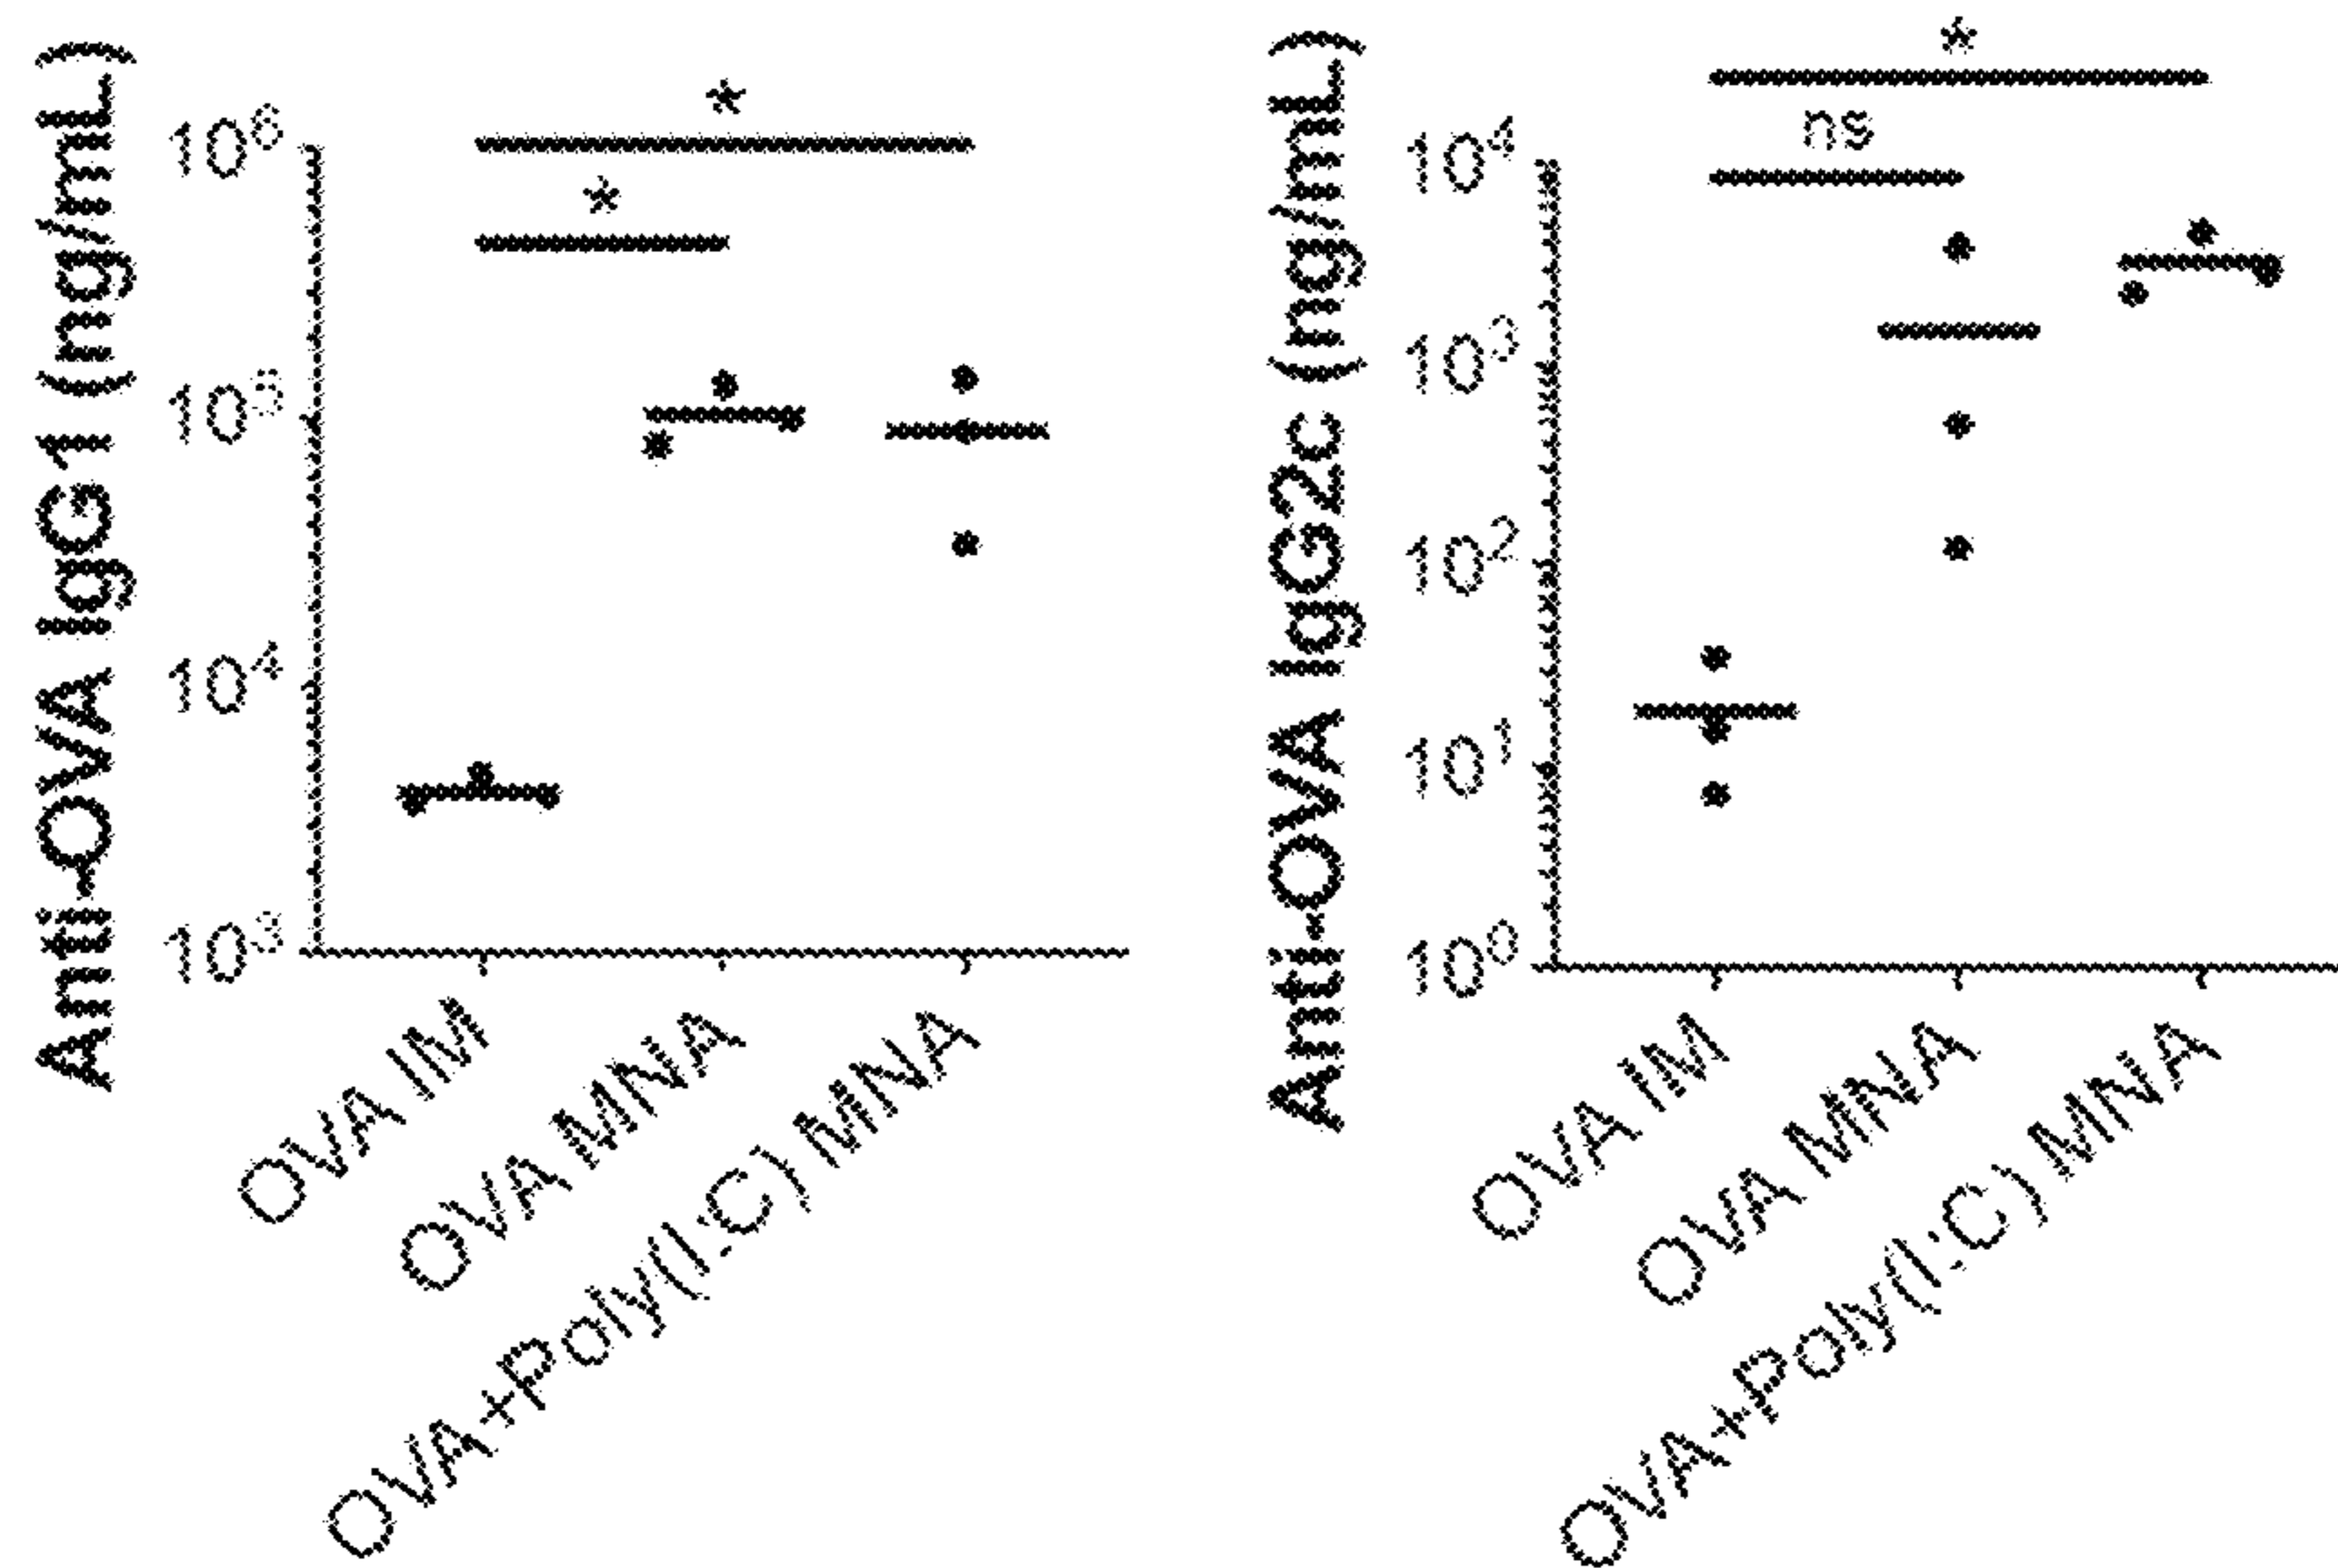 Anti-OVA IgG1 (ng/mL)
*
*
10⁶
10⁵
10⁴
10³
OVA IM
OVA MNA
OVA+Poly(I:C) MNA
Anti-OVA IgG2c (ng/mL)
*
ns
10⁴
10³
10²
10¹
10⁰
OVA IM
OVA MNA
OVA+Poly(I:C) MNA